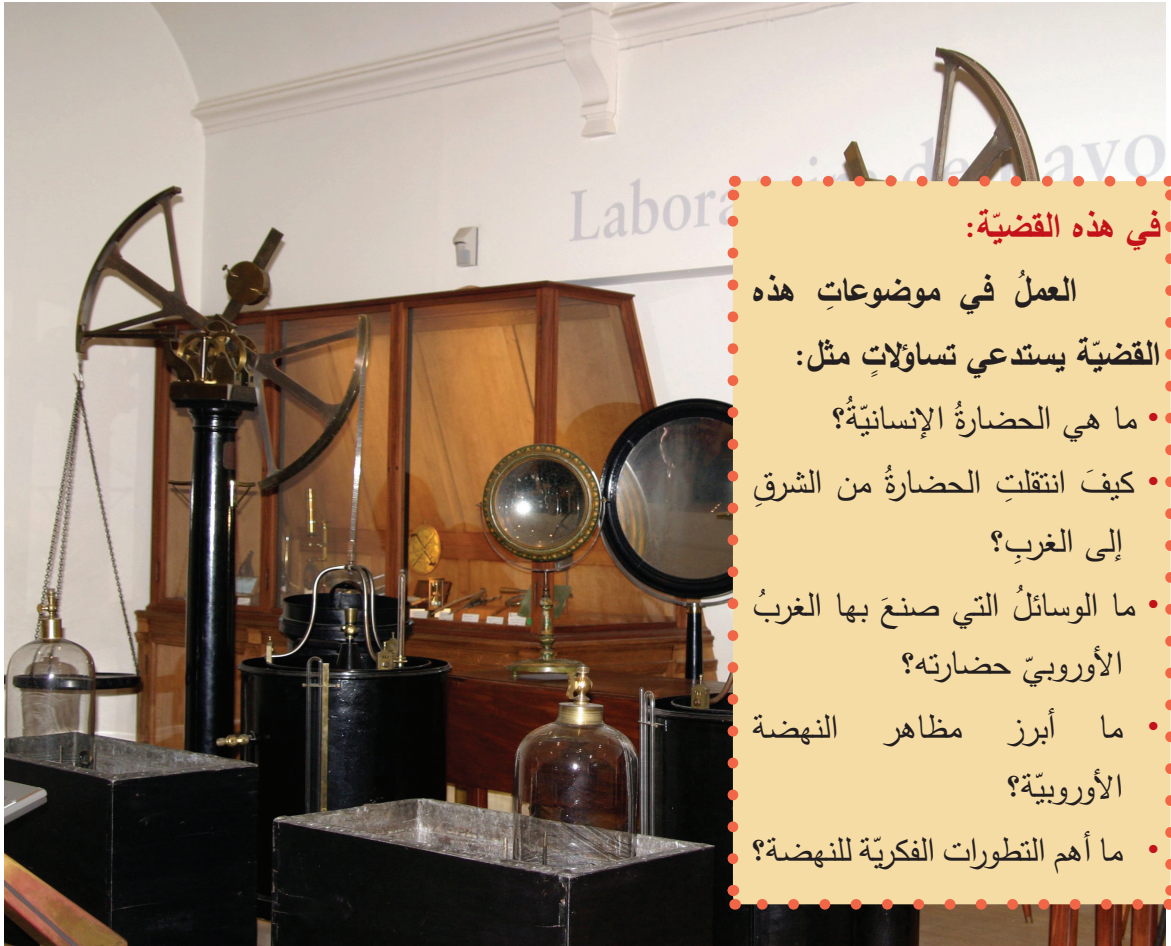 Labora
avo
في هذه القضيّة:
العملُ في موضوعاتِ هذه
القضيّة يستدعي تساؤلاتٍ مثل:
• ما هي الحضارةُ الإنسانيّةُ؟
• كيفَ انتقلتِ الحضارةُ من الشرقِ
إلى الغربِ؟
• ما الوسائلُ التي صنعَ بها الغربُ
الأوروبيّ حضارته؟
• ما أبرز مظاهر النهضة
الأوروبيّة؟
• ما أهم التطورات الفكريّة للنهضة؟